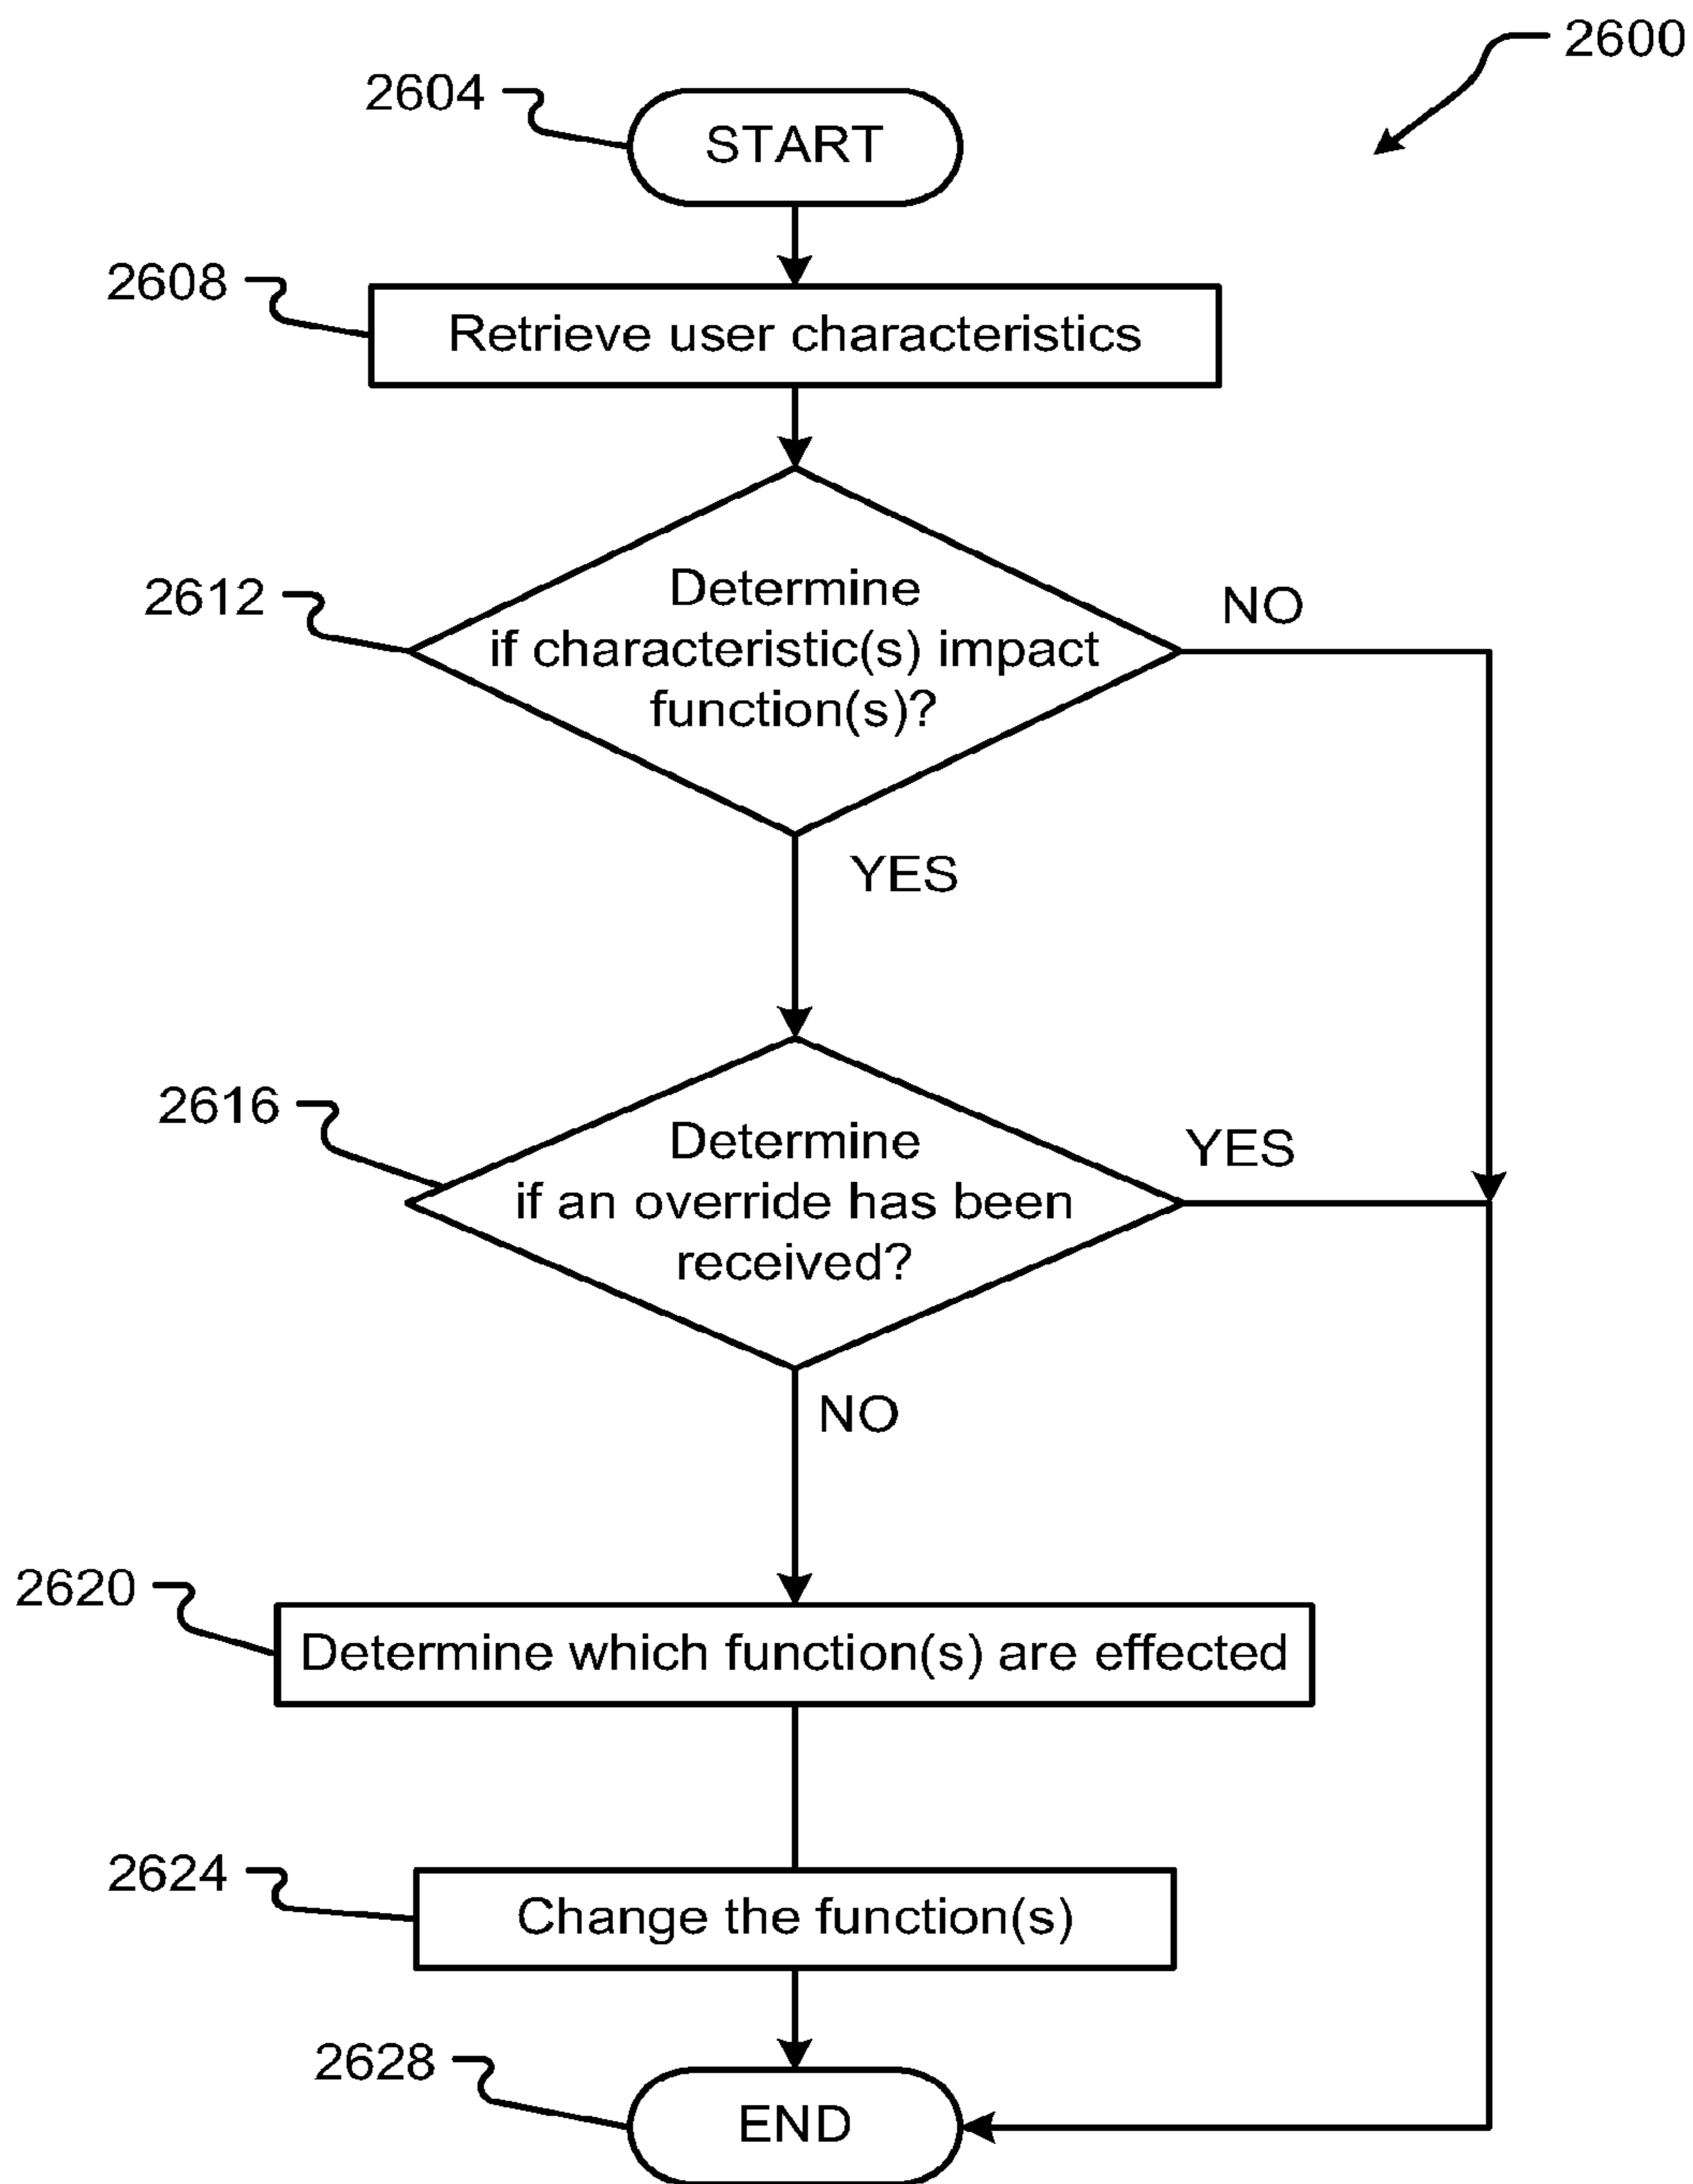 2600
2604
START
2608
Retrieve user characteristics
2612
Determine
if characteristic(s) impact
function(s)?
NO
YES
2616
Determine
if an override has been
received?
YES
NO
2620
Determine which function(s) are effected
2624
Change the function(s)
2628
END